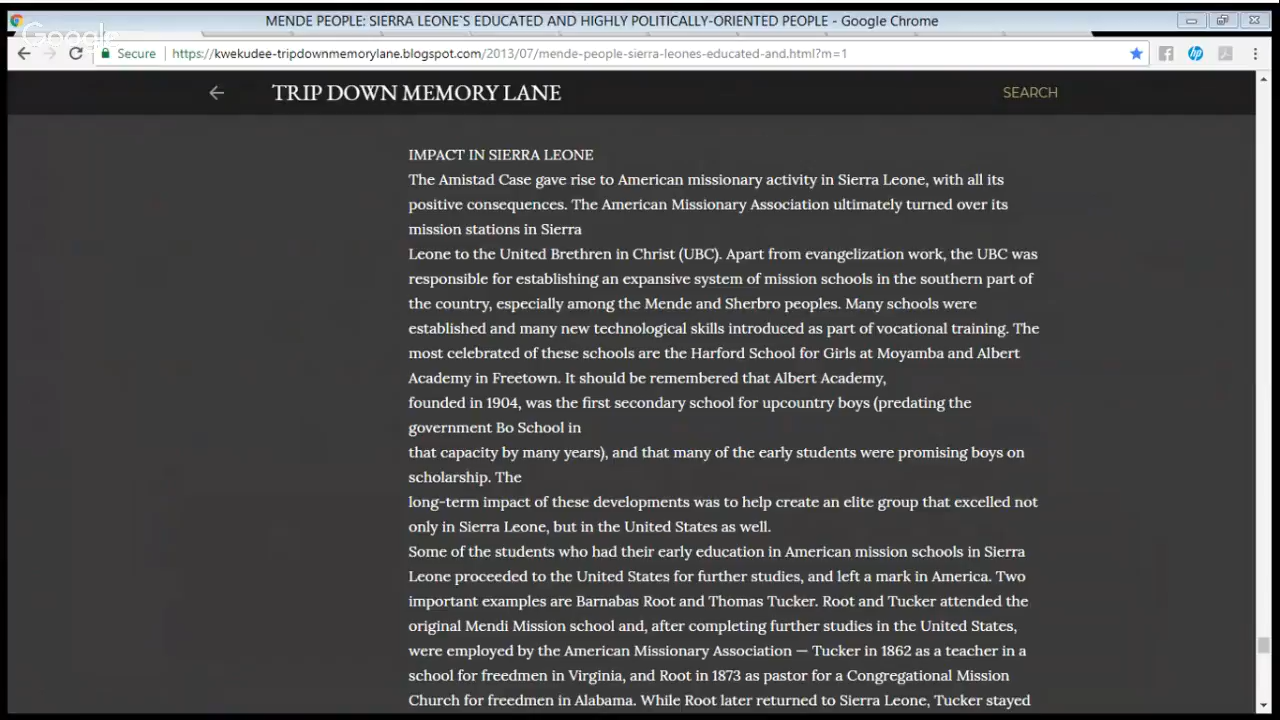 MENDE PEOPLE: SIERRA LEONE`S EDUCATED AND HIGHLY POLITICALLY-ORIENTED PEOPLE - Google Chrome
Google
Secure https://kwekudee-tripdownmemorylane.blogspot.com/2013/07/mende-people-sierra-leones-educated-and.html?m=1
TRIP DOWN MEMORY LANE SEARCH
IMPACT IN SIERRA LEONE
The Amistad Case gave rise to American missionary activity in Sierra Leone, with all its
positive consequences. The American Missionary Association ultimately turned over its
mission stations in Sierra
Leone to the United Brethren in Christ (UBC). Apart from evangelization work, the UBC was
responsible for establishing an expansive system of mission schools in the southern part of
the country, especially among the Mende and Sherbro peoples. Many schools were
established and many new technological skills introduced as part of vocational training. The
most celebrated of these schools are the Harford School for Girls at Moyamba and Albert
Academy in Freetown. It should be remembered that Albert Academy,
founded in 1904, was the first secondary school for upcountry boys (predating the
government Bo School in
that capacity by many years), and that many of the early students were promising boys on
scholarship. The
long-term impact of these developments was to help create an elite group that excelled not
only in Sierra Leone, but in the United States as well.
Some of the students who had their early education in American mission schools in Sierra
Leone proceeded to the United States for further studies, and left a mark in America. Two
important examples are Barnabas Root and Thomas Tucker. Root and Tucker attended the
original Mendi Mission school and, after completing further studies in the United States,
were employed by the American Missionary Association — Tucker in 1862 as a teacher in a
school for freedmen in Virginia, and Root in 1873 as pastor for a Congregational Mission
Church for freedmen in Alabama. While Root later returned to Sierra Leone, Tucker stayed